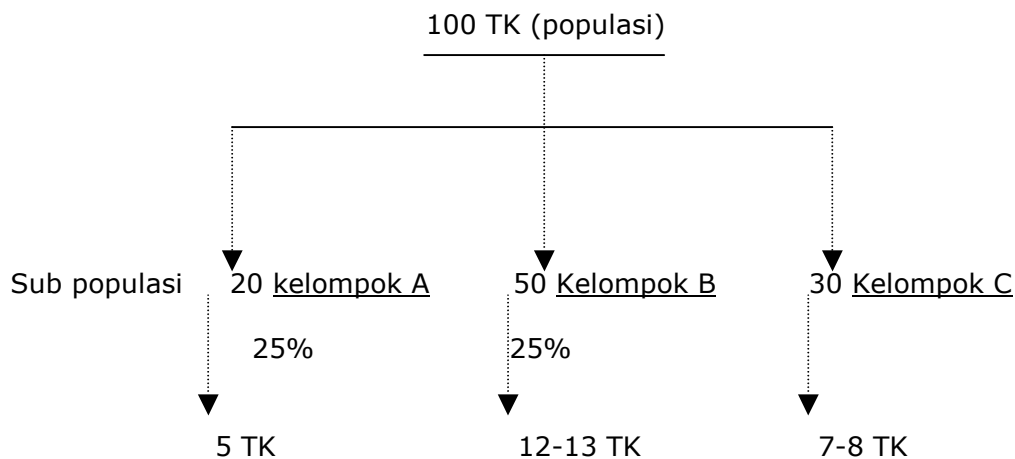 100 TK (populasi)
Sub populasi 20 kelompok A 50 Kelompok B 30 Kelompok C
25% 25%
5 TK 12-13 TK 7-8 TK